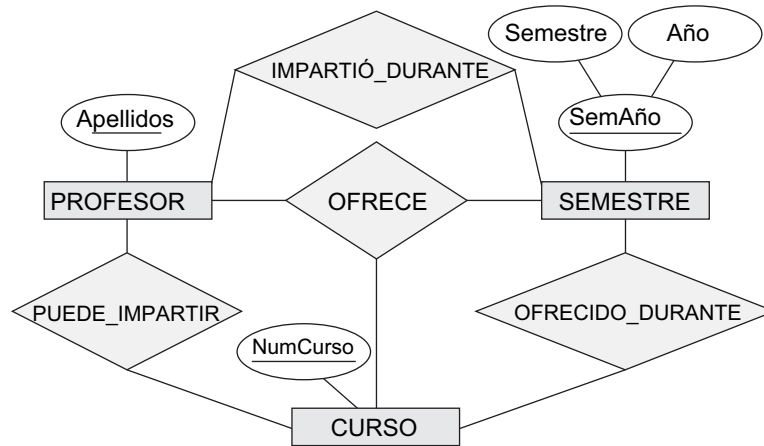 Semestre
Año
IMPARTIÓ_DURANTE
Apellidos
SemAño
PROFESOR
OFRECE
SEMESTRE
PUEDE_IMPARTIR
OFRECIDO_DURANTE
NumCurso
CURSO